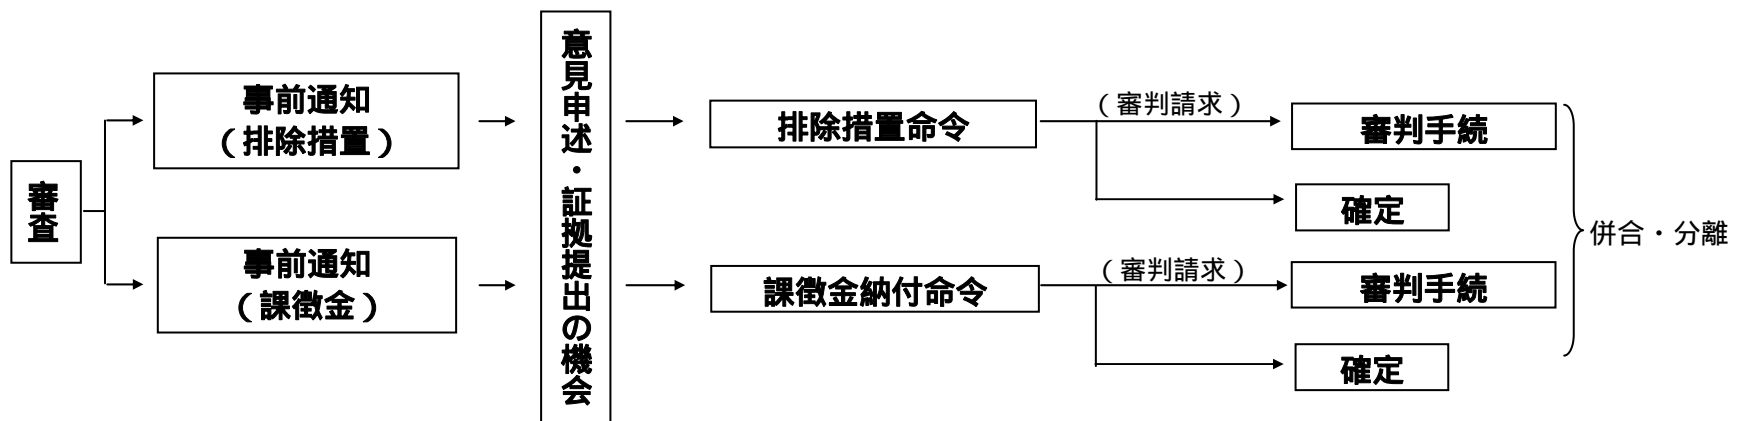 審査
事前通知
（排除措置）
事前通知
（課徴金）
意見申述・証拠提出の機会
排除措置命令
（審判請求）
審判手続
確定
課徴金納付命令
（審判請求）
審判手続
確定
併合・分離